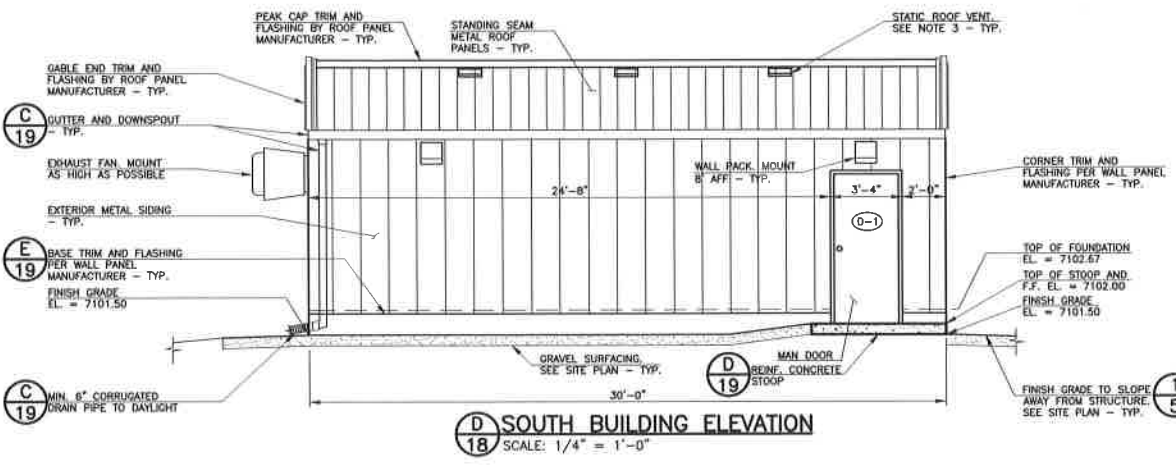 PEAK CAP TRIM AND
FLASHING BY ROOF PANEL
MANUFACTURER - TYP.
STANDING SEAM
METAL ROOF
PANELS - TYP.
STATIC ROOF VENT.
SEE NOTE 3 - TYP.
GABLE END TRIM AND
FLASHING BY ROOF PANEL
MANUFACTURER - TYP.
C
19
GUTTER AND DOWNSPOUT
- TYP.
EXHAUST FAN. MOUNT
AS HIGH AS POSSIBLE
WALL PACK. MOUNT
8' AFF - TYP.
CORNER TRIM AND
FLASHING PER WALL PANEL
MANUFACTURER - TYP.
24'-8"
3'-4"
2'-0"
EXTERIOR METAL SIDING
- TYP.
D-1
E
19
BASE TRIM AND FLASHING
PER WALL PANEL
MANUFACTURER - TYP.
TOP OF FOUNDATION
EL. = 7102.67
TOP OF STOOP AND
F.F. EL. = 7102.00
FINISH GRADE
EL. = 7101.50
FINISH GRADE
EL. = 7101.50
GRAVEL SURFACING,
SEE SITE PLAN - TYP.
D
19
MAN DOOR
REINF. CONCRETE
STOOP
C
19
MIN. 6" CORRUGATED
DRAIN PIPE TO DAYLIGHT
30'-0"
FINISH GRADE TO SLOPE
AWAY FROM STRUCTURE.
SEE SITE PLAN - TYP.
5
D
18
SOUTH BUILDING ELEVATION
SCALE: 1/4" = 1'-0"